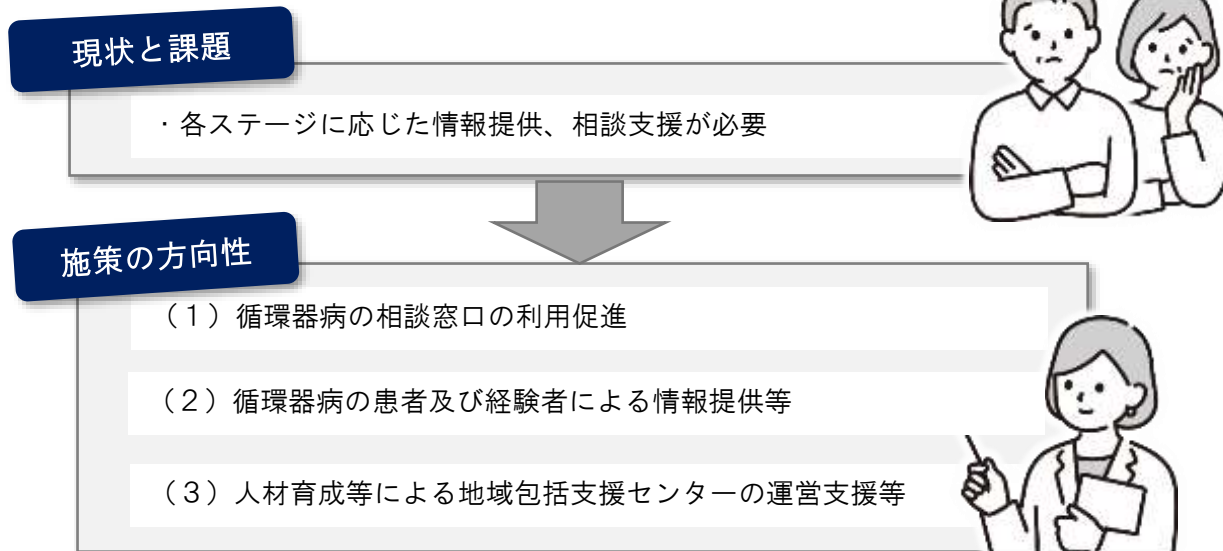 現状と課題
・各ステージに応じた情報提供、相談支援が必要
施策の方向性
（１）循環器病の相談窓口の利用促進
（２）循環器病の患者及び経験者による情報提供等
（３）人材育成等による地域包括支援センターの運営支援等